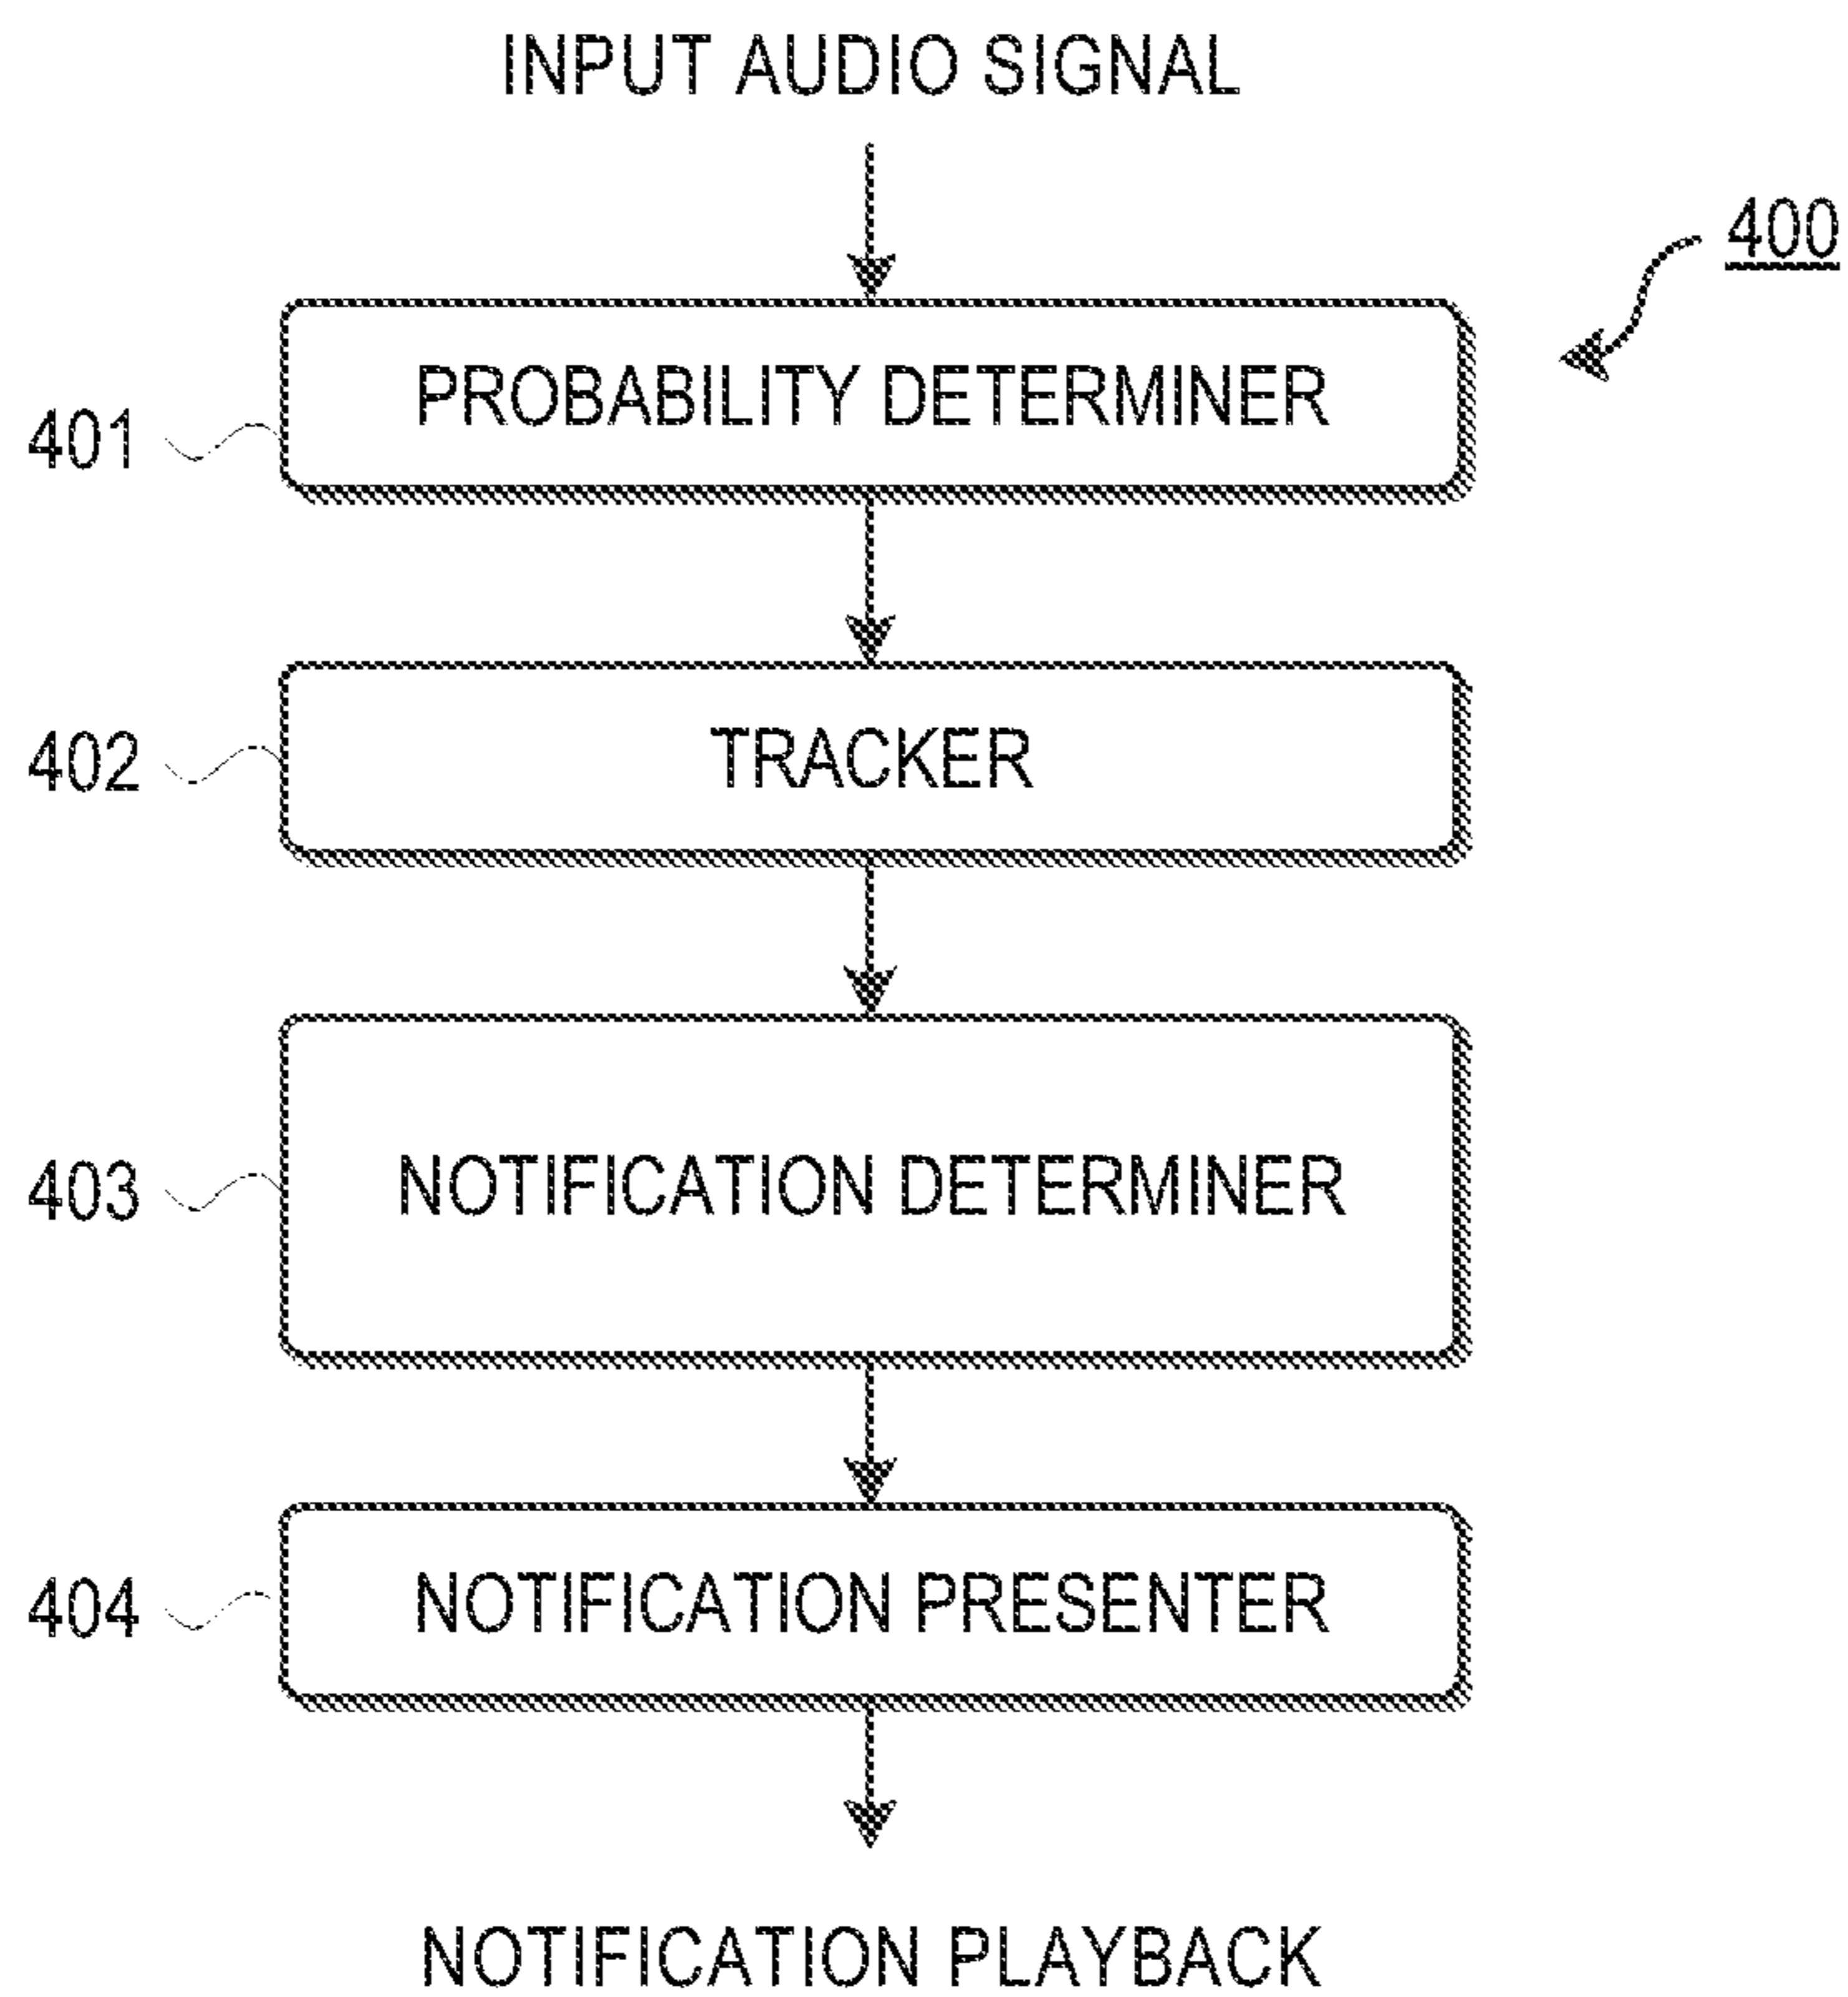 INPUT AUDIO SIGNAL
400
PROBABILITY DETERMINER
401
TRACKER
402
NOTIFICATION DETERMINER
403
NOTIFICATION PRESENTER
404
NOTIFICATION PLAYBACK